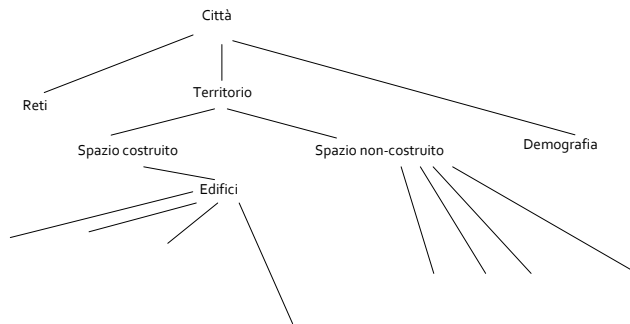 Città
Reti
Territorio
Demografia
Spazio costruito
Spazio non-costruito
Edifici